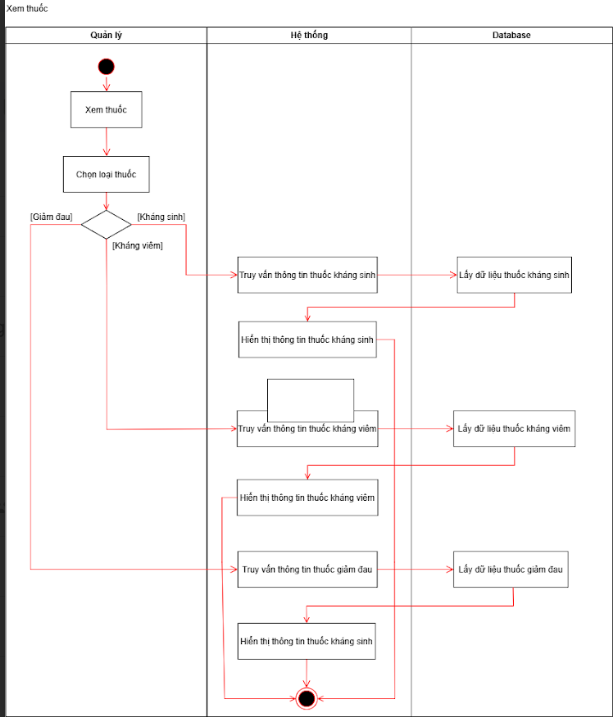 Xem thuốc
Quản lý
Hệ thống
Database
Xem thuốc
Chọn loại thuốc
[Giảm đau]
[Kháng sinh]
[Kháng viêm]
Truy vấn thông tin thuốc kháng sinh
Lấy dữ liệu thuốc kháng sinh
Hiển thị thông tin thuốc kháng sinh
Truy vấn thông tin thuốc kháng viêm
Lấy dữ liệu thuốc kháng viêm
Hiển thị thông tin thuốc kháng viêm
Truy vấn thông tin thuốc giảm đau
Lấy dữ liệu thuốc giảm đau
Hiển thị thông tin thuốc kháng sinh